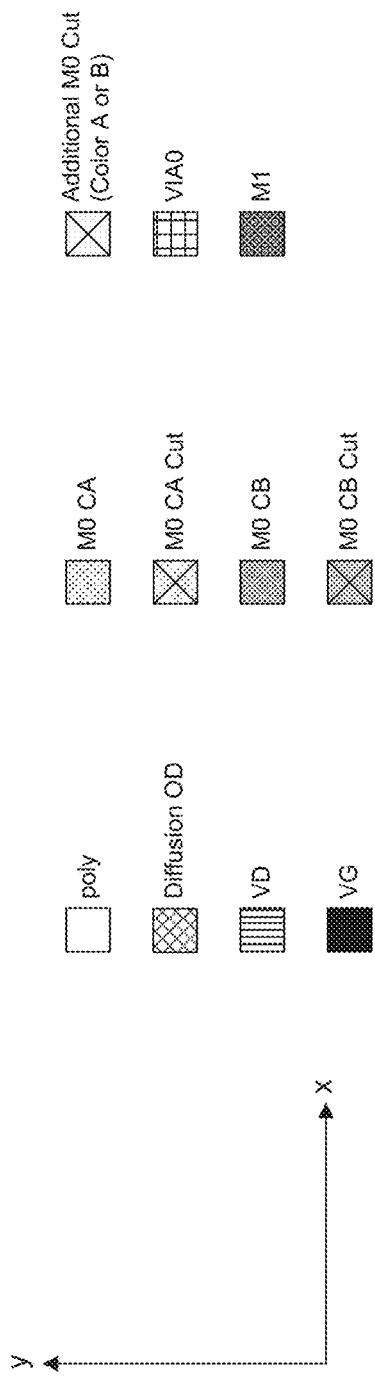 poly
Diffusion OD
VD
VG
M0 CA
M0 CA Cut
M0 CB
M0 CB Cut
Additional M0 Cut
(Color A or B)
VIA0
M1
y
x